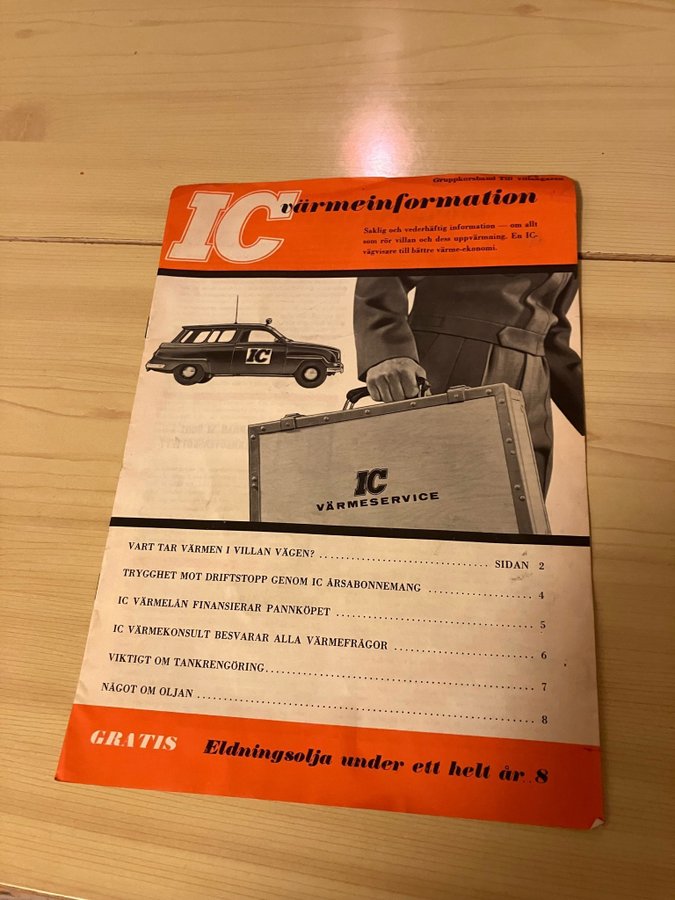 Gruppkorsband Till villaägaren
IC värmeinformation
Saklig och vederhäftig information — om allt
som rör villan och dess uppvärmning. En IC-
vägvisare till bättre värme-ekonomi.
IC
IC
VÄRMESERVICE
VART TAR VÄRMEN I VILLAN VÄGEN? ........ SIDAN 2
TRYGGHET MOT DRIFTSTOPP GENOM IC ÅRSABONNEMANG ........ 4
IC VÄRMELÅN FINANSIERAR PANNKÖPET ........ 5
IC VÄRMEKONSULT BESVARAR ALLA VÄRMEFRÅGOR ........ 6
VIKTIGT OM TANKRENGÖRING ........ 7
NÅGOT OM OLJAN ........ 8
GRATIS Eldningsolja under ett helt år..8